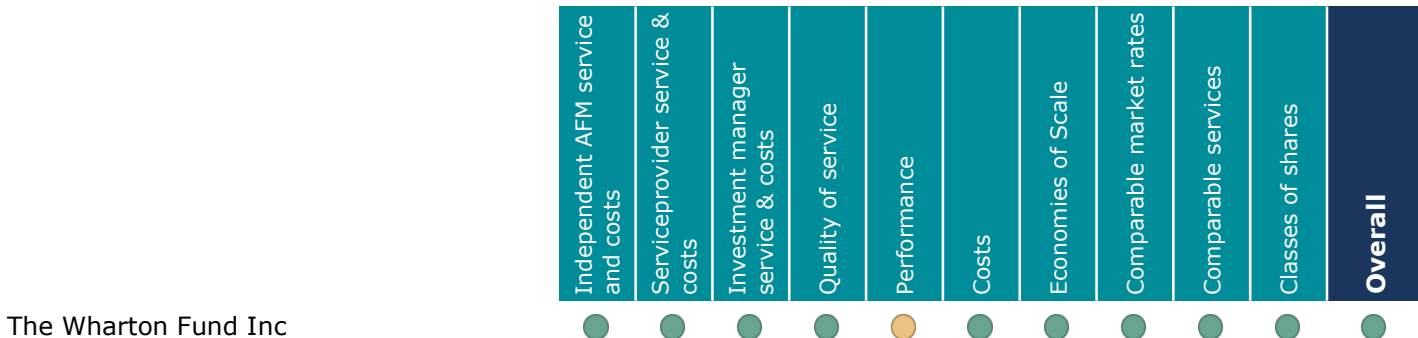 Independent AFM service
and costs
Serviceprovider service &
costs
Investment manager
service & costs
Quality of service
Performance
Costs
Economies of Scale
Comparable market rates
Comparable services
Classes of shares
Overall
The Wharton Fund Inc